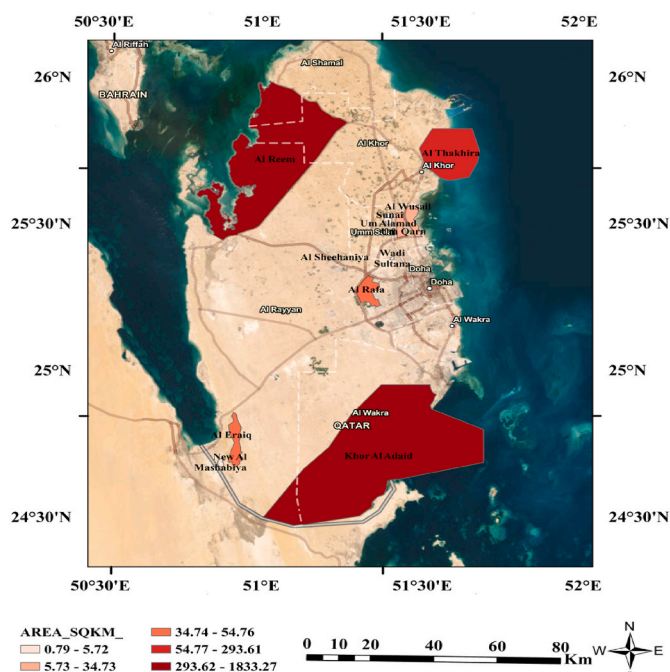 51°E 51°30'E 52°E
26°N
Al Riffah
Al Shamal
BAHRAIN
Al Khor
Al Thakhira
Al Reem
Al Khor
25°30'N
25°30'N
Al Wusail
Sunai
Um Alamad
Umm Salal
Um Qarn
Al Sheehaniya
Wadi
Sultana
Doha
Al Rafa
Doha
Al Rayyan
Al Wakra
25°N
25°N
Al Wakra
QATAR
Al Eraiq
Khor Al Adaid
New Al
Mashabiya
24°30'N
24°30'N
50°30'E 51°E 51°30'E 52°E
AREA_SQKM_
0.79 - 5.72
5.73 - 34.73
34.74 - 54.76
54.77 - 293.61
293.62 - 1833.27
0 10 20 40 60 80
Km
N
W E
S